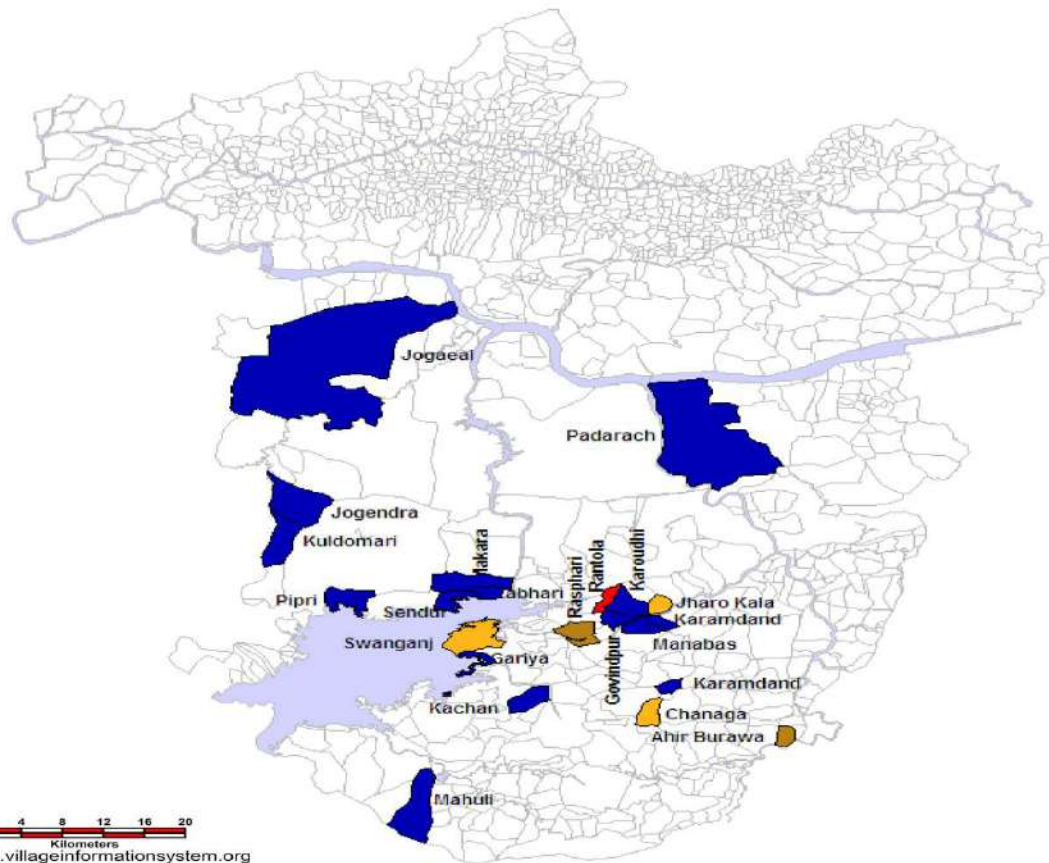 Jogaeal
Padarach
Jogendra
Kuldomari
Makara
Rasphari
Rantola
Karoudhi
Pipri
Sendur
Jharo Kala
Karamdand
Swanganj
Gariya
Govindpur
Manabas
Kachan
Karamdand
Chanaga
Ahir Burawa
Mahuli
4 8 12 16 20
Kilometers
.villageinformationsystem.org